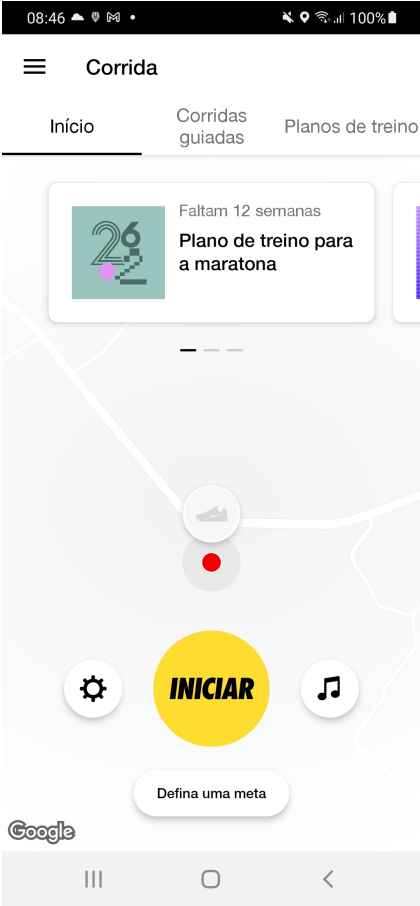 08:46
100%
Corrida
Início
Corridas
guiadas
Planos de treino
Faltam 12 semanas
26
2
Plano de treino para
a maratona
INICIAR
Defina uma meta
Google